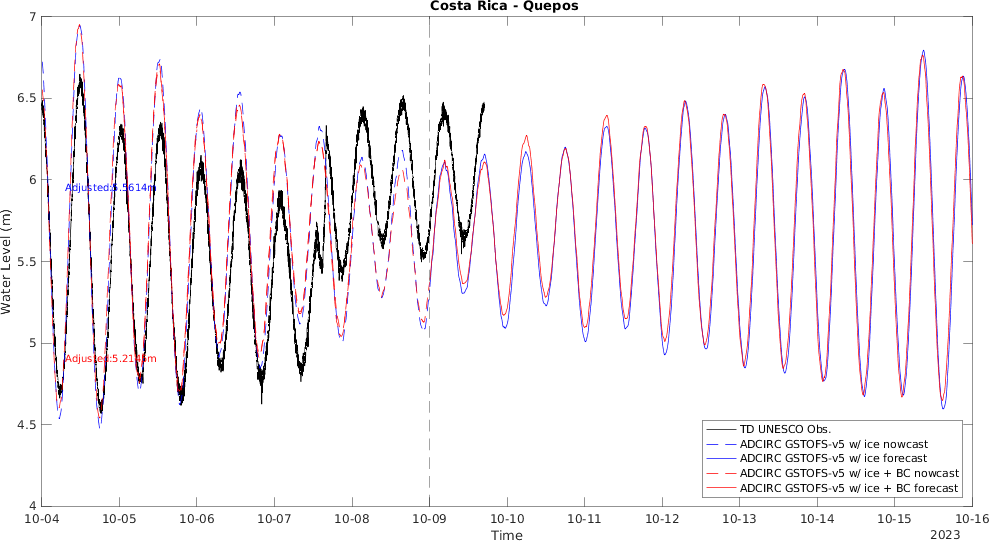 Costa Rica - Quepos
7
6.5
6
5.5
5
4.5
4
Water Level (m)
Adjusted:5.5614m
Adjusted:5.2145m
TD UNESCO Obs.
ADCIRC GSTOFS-v5 w/ ice nowcast
ADCIRC GSTOFS-v5 w/ ice forecast
ADCIRC GSTOFS-v5 w/ ice + BC nowcast
ADCIRC GSTOFS-v5 w/ ice + BC forecast
10-04 10-05 10-06 10-07 10-08 10-09 10-10 10-11 10-12 10-13 10-14 10-15 10-16
Time
2023